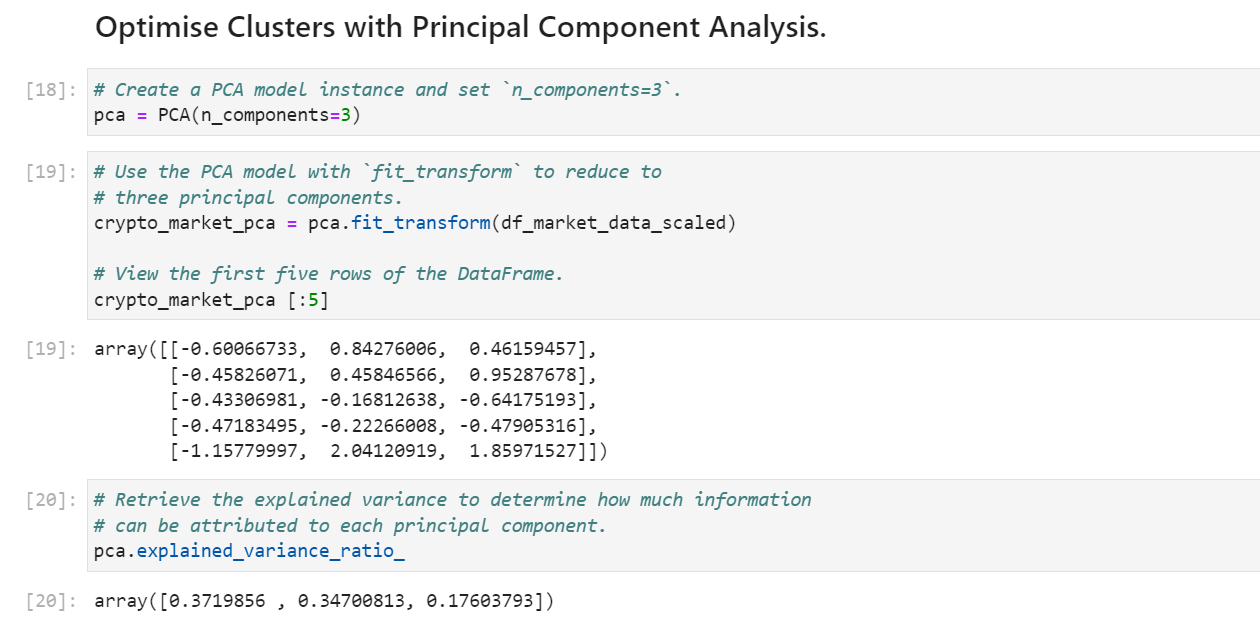 Optimise Clusters with Principal Component Analysis.
[18]: # Create a PCA model instance and set `n_components=3`.
pca = PCA(n_components=3)
[19]: # Use the PCA model with `fit_transform` to reduce to
# three principal components.
crypto_market_pca = pca.fit_transform(df_market_data_scaled)
# View the first five rows of the DataFrame.
crypto_market_pca [:5]
[19]: array([[-0.60066733,  0.84276006,  0.46159457],
[-0.45826071,  0.45846566,  0.95287678],
[-0.43306981, -0.16812638, -0.64175193],
[-0.47183495, -0.22266008, -0.47905316],
[-1.15779997,  2.04120919,  1.85971527]])
[20]: # Retrieve the explained variance to determine how much information
# can be attributed to each principal component.
pca.explained_variance_ratio_
[20]: array([0.3719856 , 0.34700813, 0.17603793])